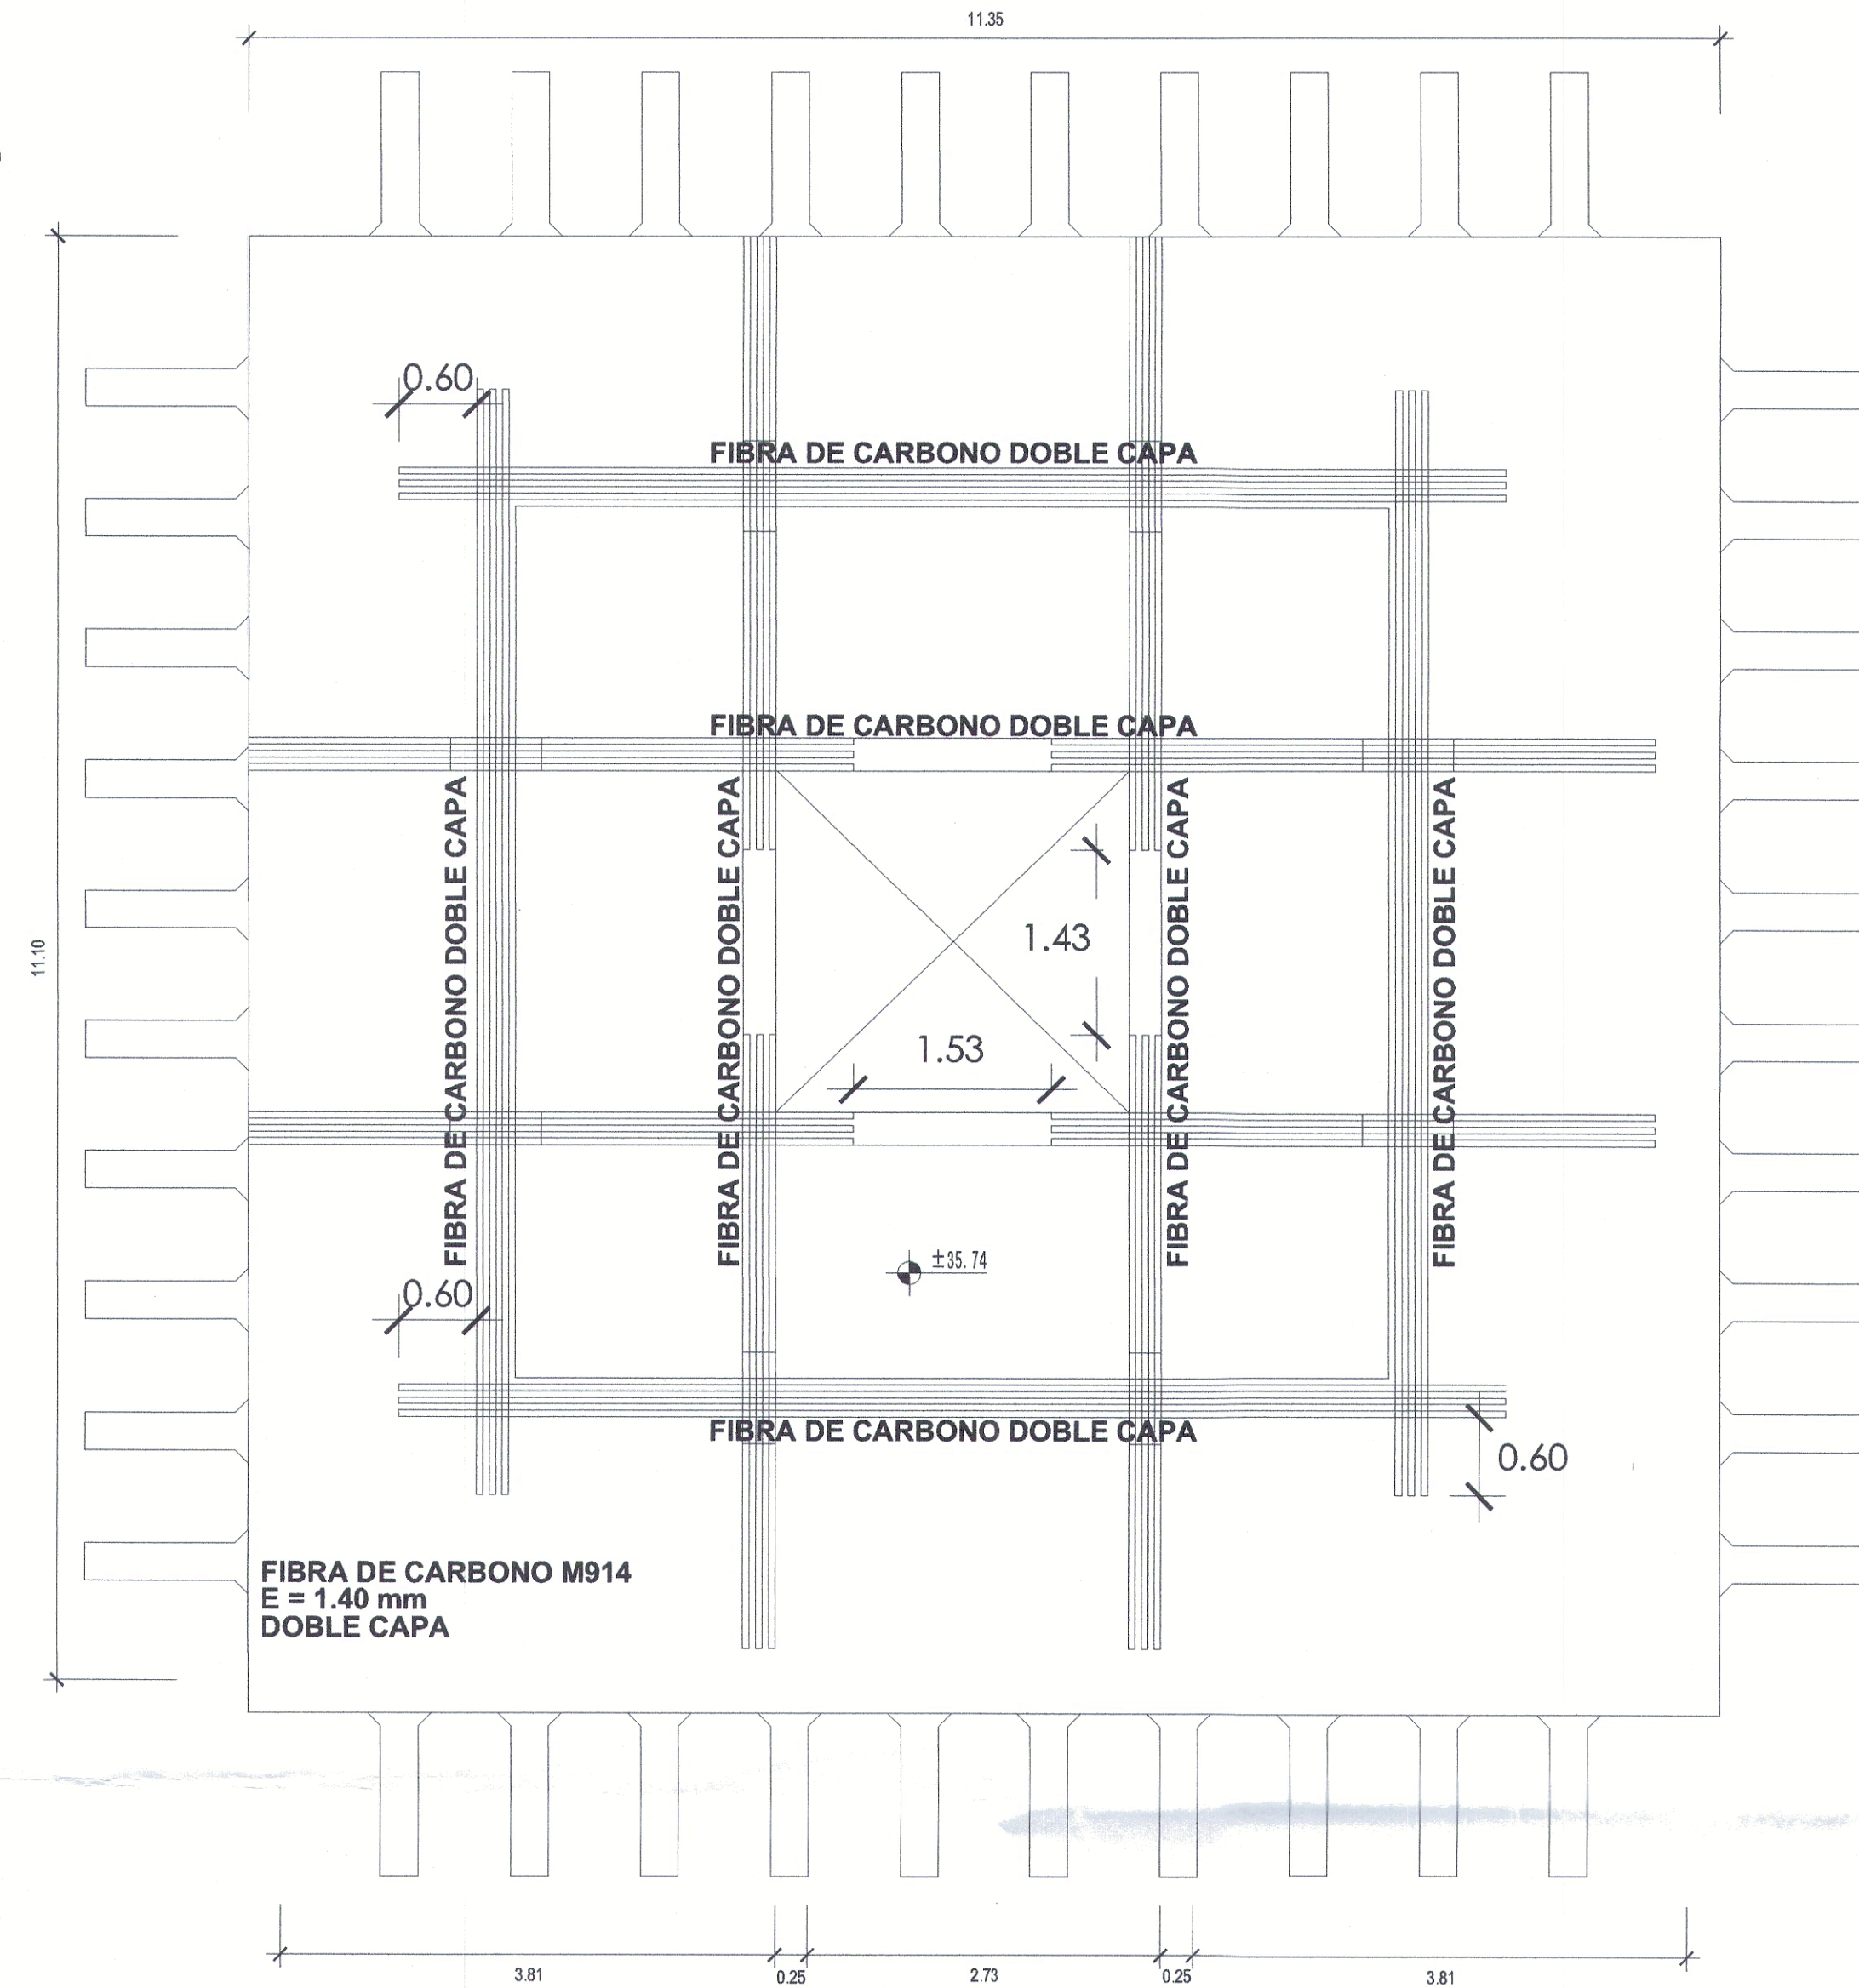 11.35
0.60
FIBRA DE CARBONO DOBLE CAPA
FIBRA DE CARBONO DOBLE CAPA
FIBRA DE CARBONO DOBLE CAPA
FIBRA DE CARBONO DOBLE CAPA
FIBRA DE CARBONO DOBLE CAPA
FIBRA DE CARBONO DOBLE CAPA
1.43
11.10
1.53
±35.74
0.60
FIBRA DE CARBONO DOBLE CAPA
0.60
FIBRA DE CARBONO M914
E = 1.40 mm
DOBLE CAPA
3.81
0.25
2.73
0.25
3.81